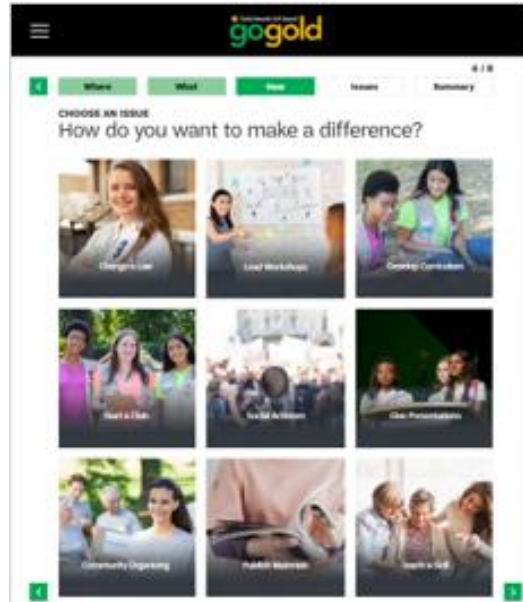 gogold
4 / 8
Where What How Issues Summary
CHOOSE AN ISSUE
How do you want to make a difference?
Change a Law Lead Workshops Develop Curriculum
Start a Club Social Activism Give Presentations
Community Organizing Publish Materials Teach a Skill